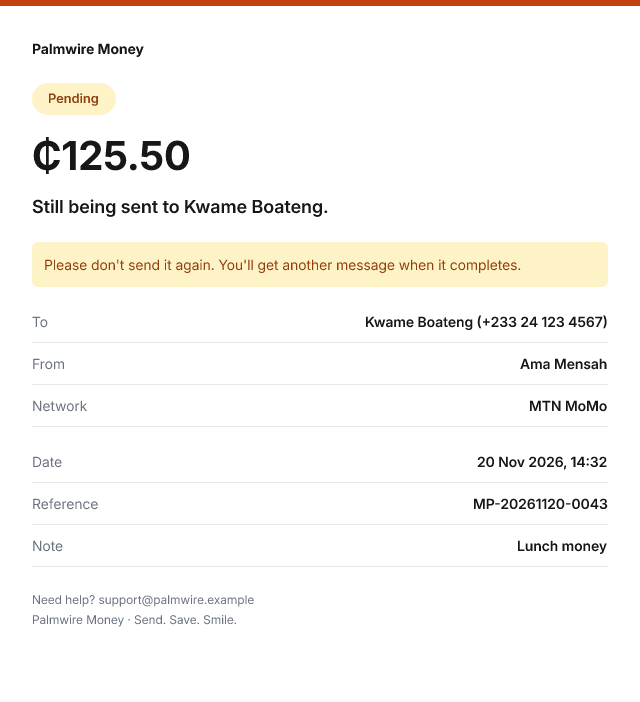 Palmwire Money
Pending
₵125.50
Still being sent to Kwame Boateng.
Please don't send it again. You'll get another message when it completes.
To Kwame Boateng (+233 24 123 4567)
From Ama Mensah
Network MTN MoMo
Date 20 Nov 2026, 14:32
Reference MP-20261120-0043
Note Lunch money
Need help? support@palmwire.example
Palmwire Money · Send. Save. Smile.